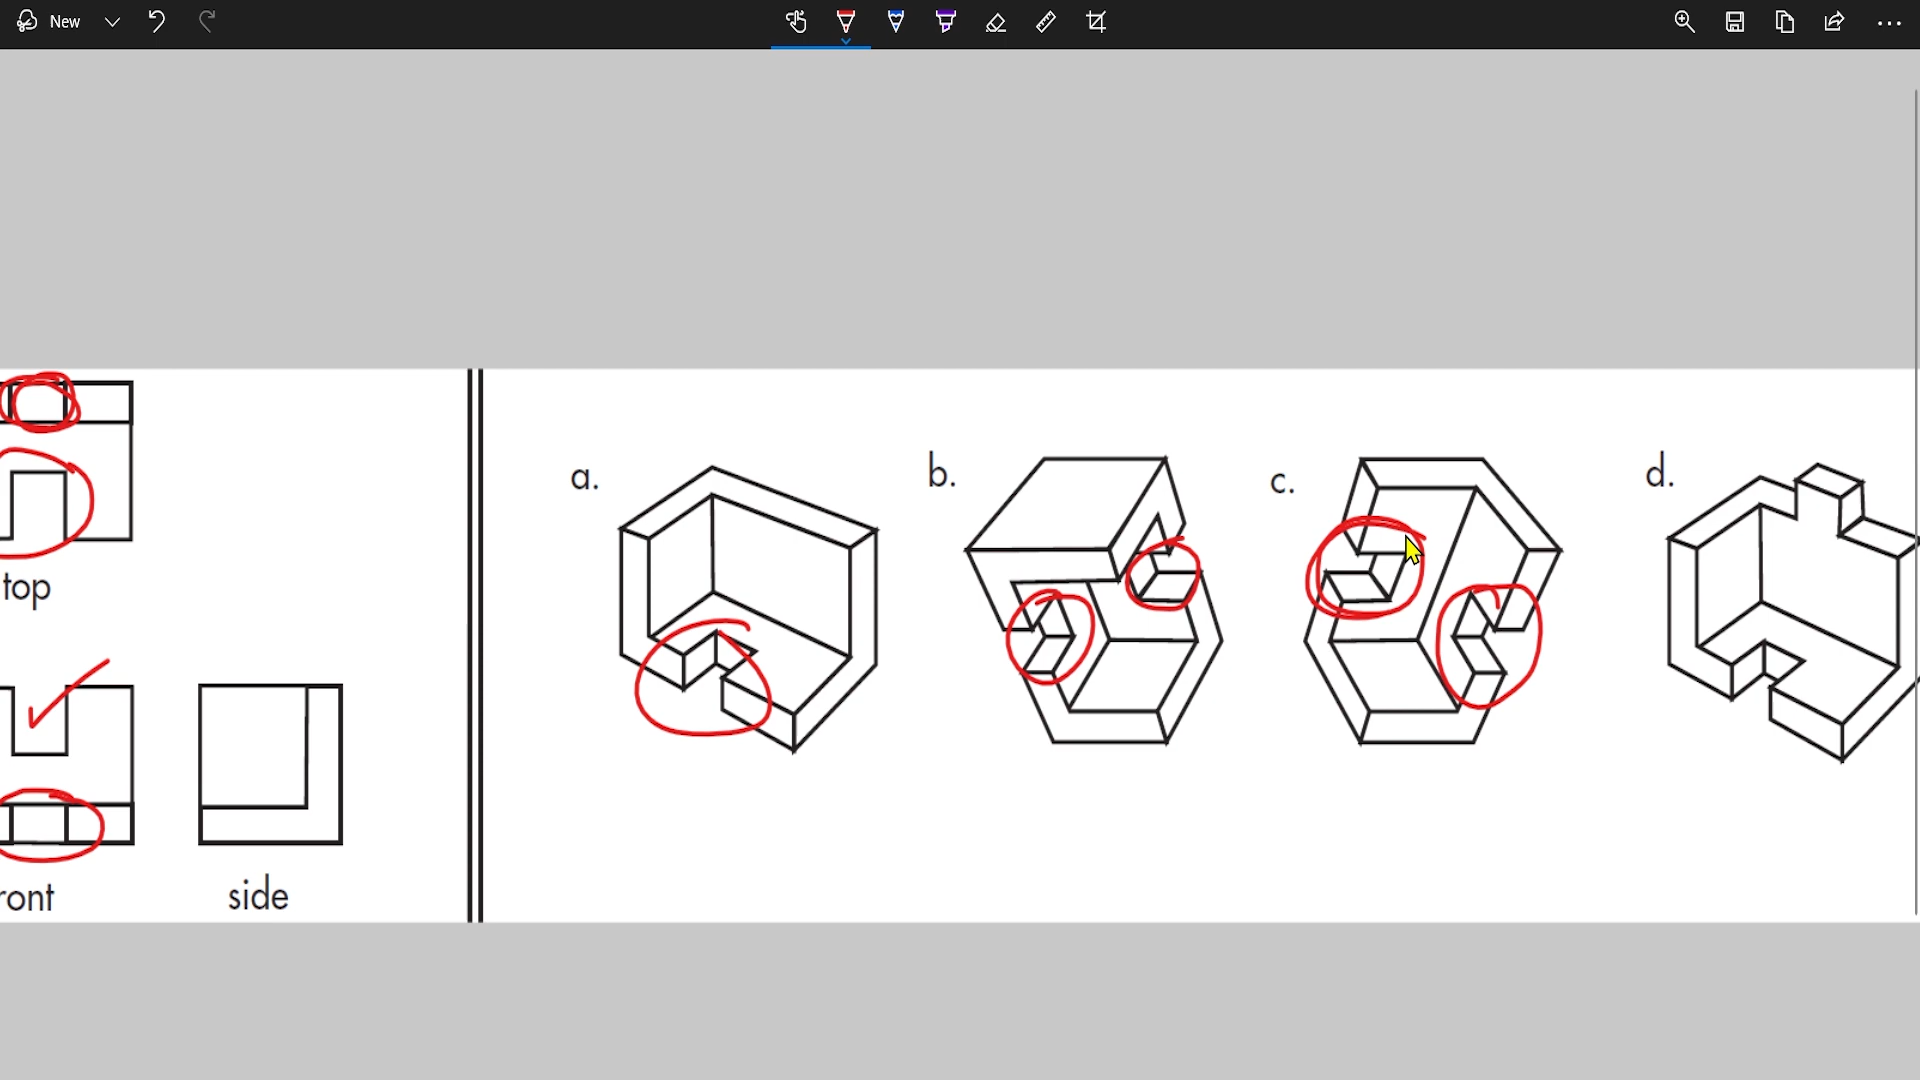 New
a.
b.
c.
d.
top
ront
side